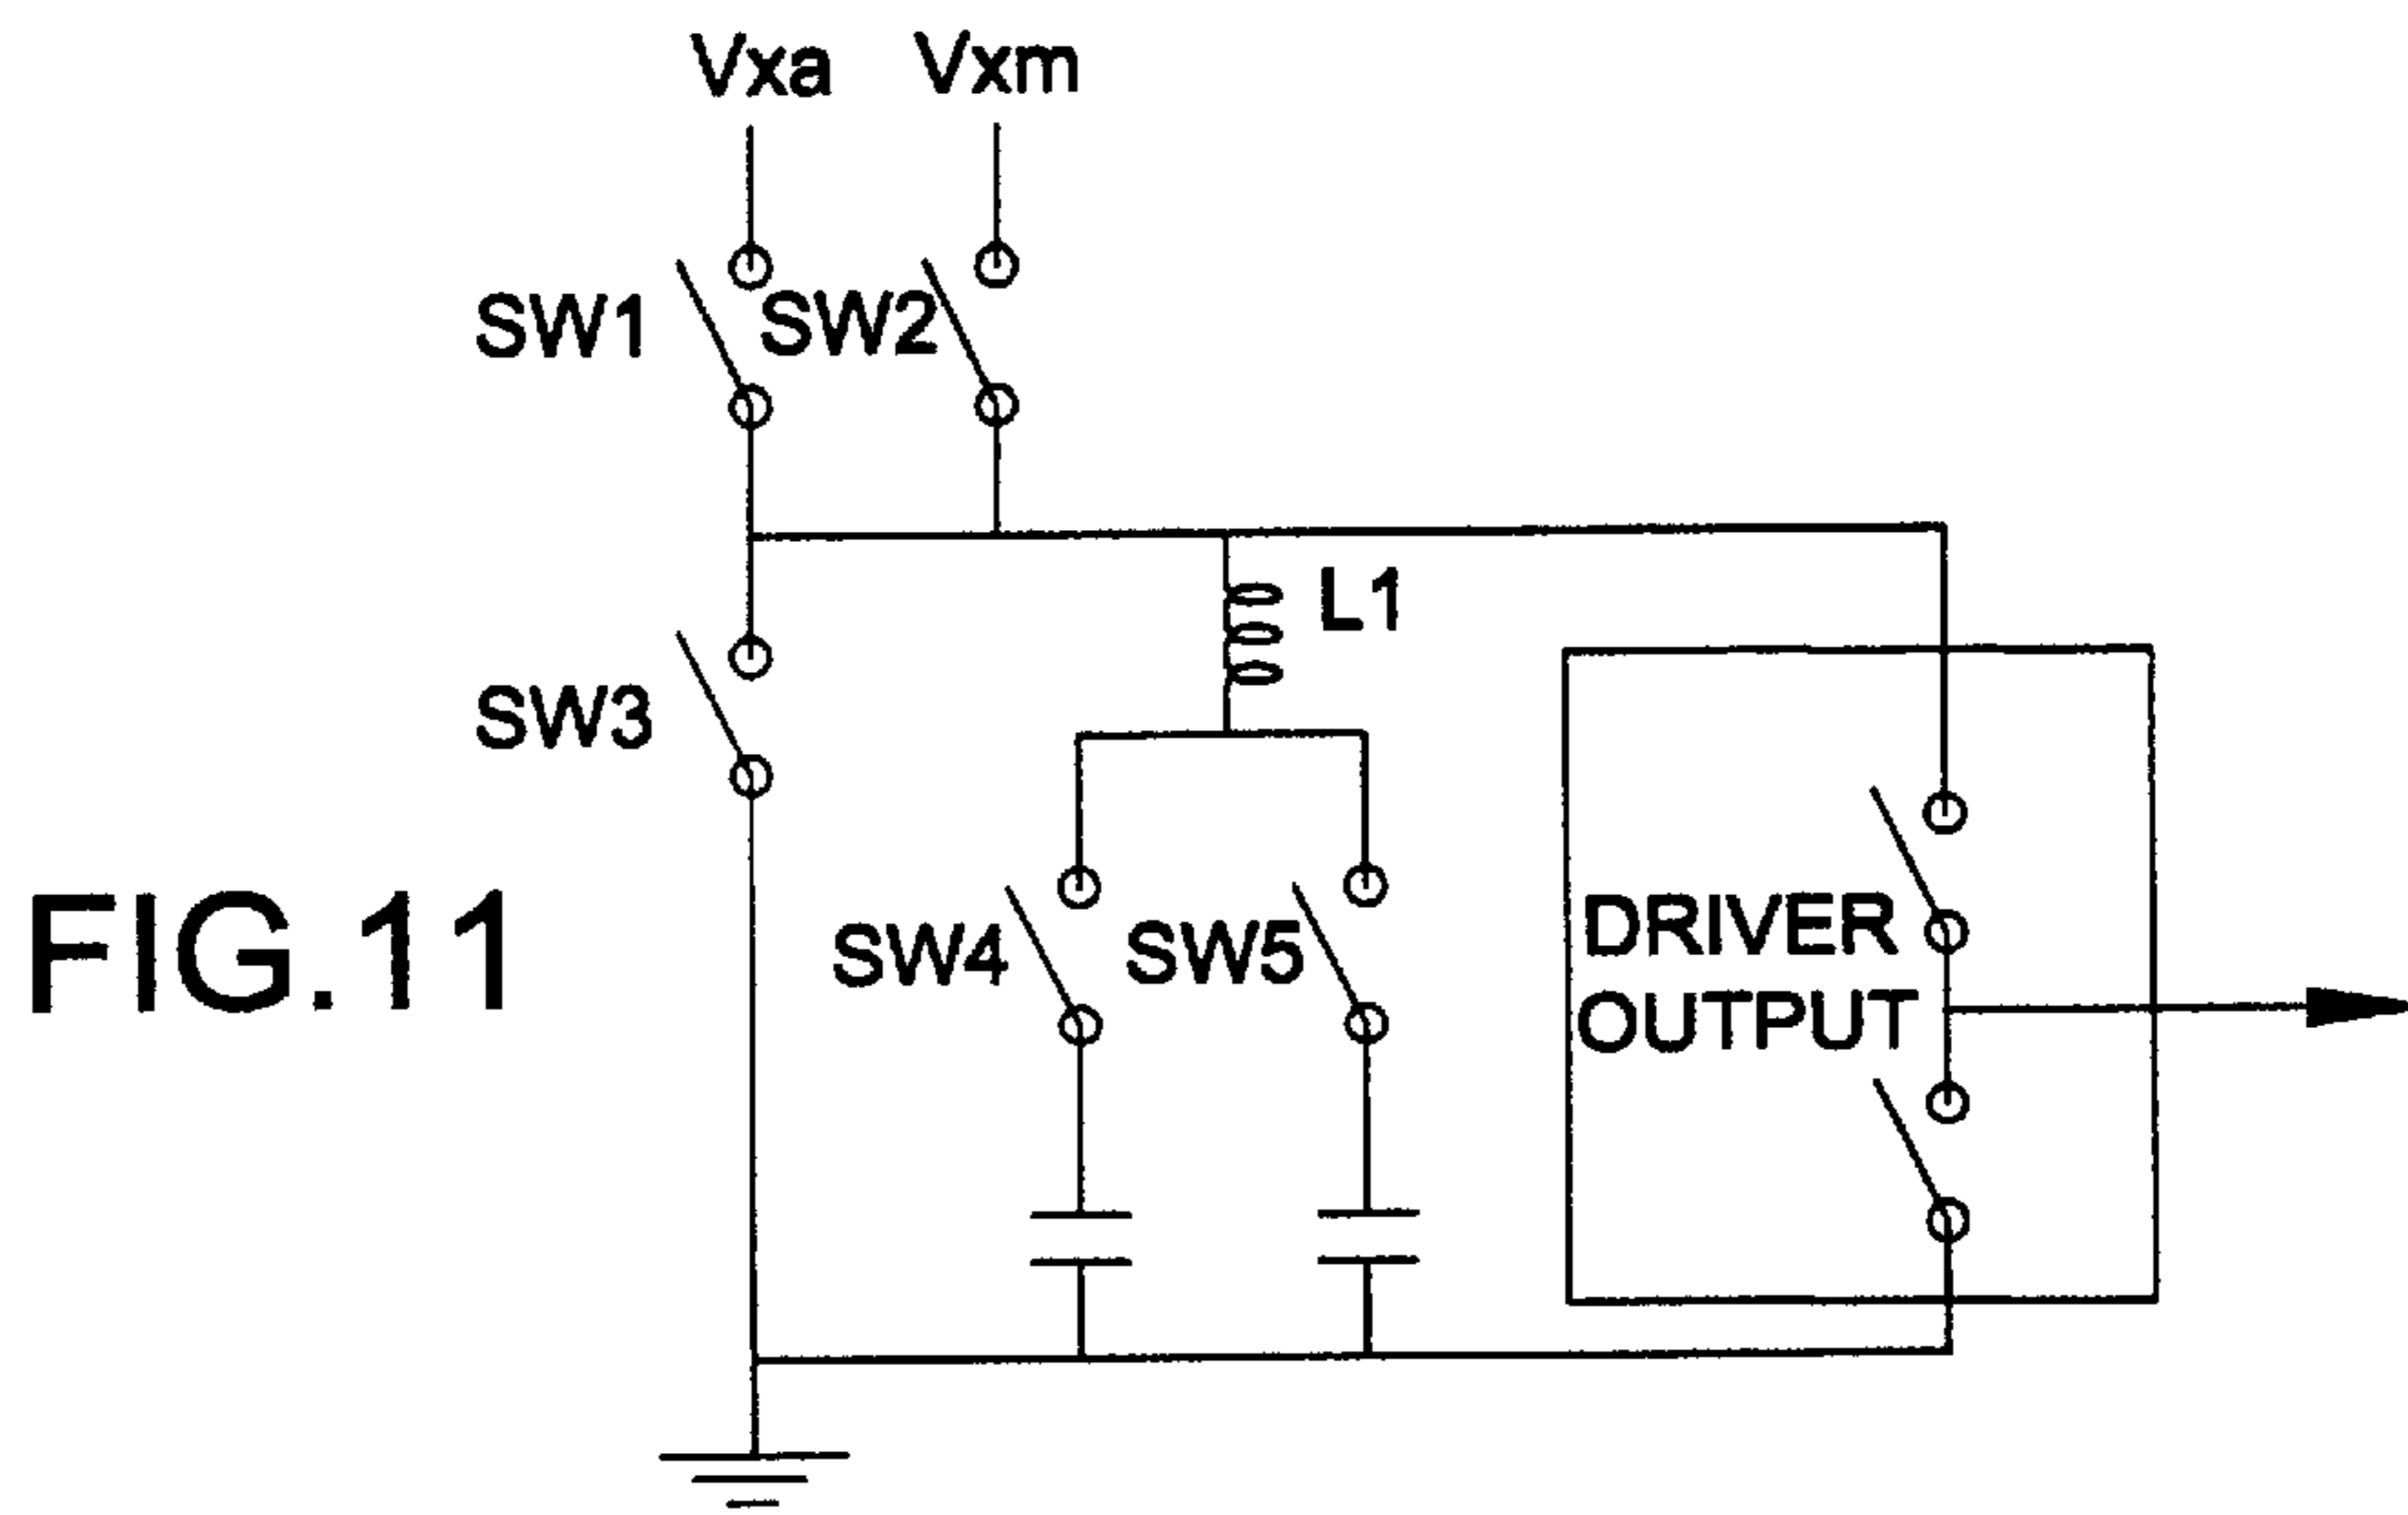 Vxa Vxm
SW1 SW2
L1
SW3
FIG.11
SW4 SW5
DRIVER
OUTPUT